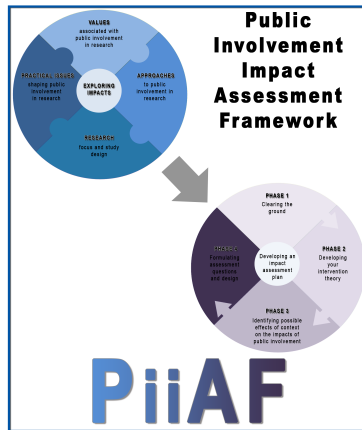 Public
Involvement
Impact
Assessment
Framework
VALUES
associated with
public involvement
in research
PRACTICAL ISSUES
shaping public
involvement
in research
EXPLORING
IMPACTS
APPROACHES
to public
involvement in
research
RESEARCH
focus and study
design
PHASE 1
Clearing the
ground
PHASE 4
Formulating
assessment
questions
and design
Developing an
impact
assessment
plan
PHASE 2
Developing
your
intervention
theory
PHASE 3
Identifying possible
effects of context
on the impacts of
public involvement
PiiAF